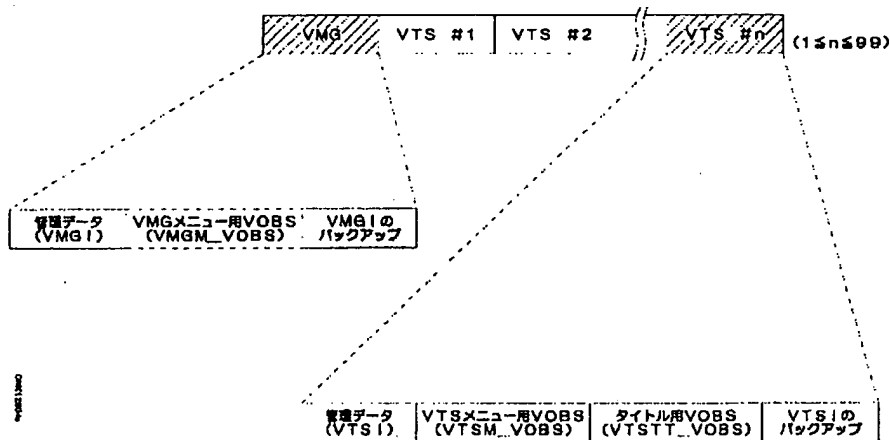 VMG VTS #1 VTS #2 VTS #n (1≦n≦99)
管理データ VMGメニュー用VOBS VMGIの
(VMGI) (VMGM_VOBS) バックアップ
管理データ VTSメニュー用VOBS タイトル用VOBS VTSIの
(VTSI) (VTSM_VOBS) (VTSTT_VOBS) バックアップ